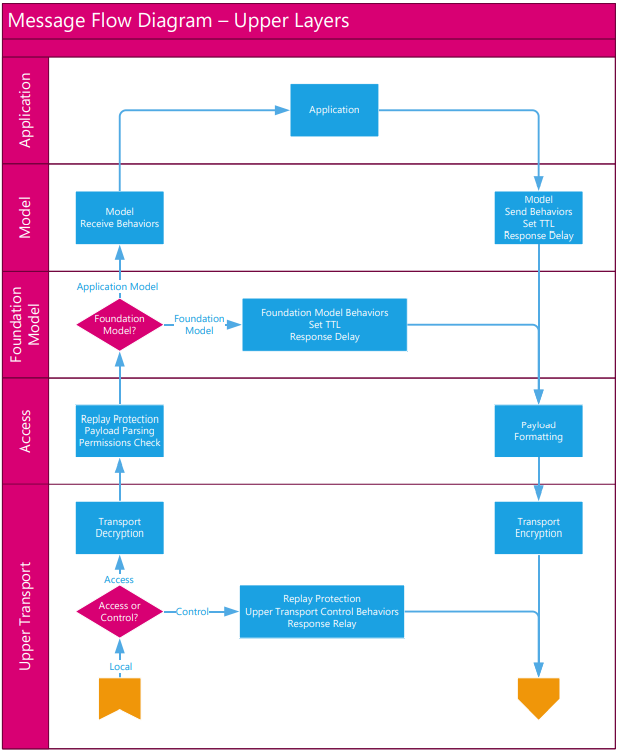 Message Flow Diagram – Upper Layers
Application
Application
Model
Model
Receive Behaviors
Model
Send Behaviors
Set TTL
Response Delay
Foundation
Model
Application Model
Foundation
Model?
Foundation
Model
Foundation Model Behaviors
Set TTL
Response Delay
Access
Replay Protection
Payload Parsing
Permissions Check
Payload
Formatting
Upper Transport
Transport
Decryption
Transport
Encryption
Access
Access or
Control?
Control
Replay Protection
Upper Transport Control Behaviors
Response Relay
Local